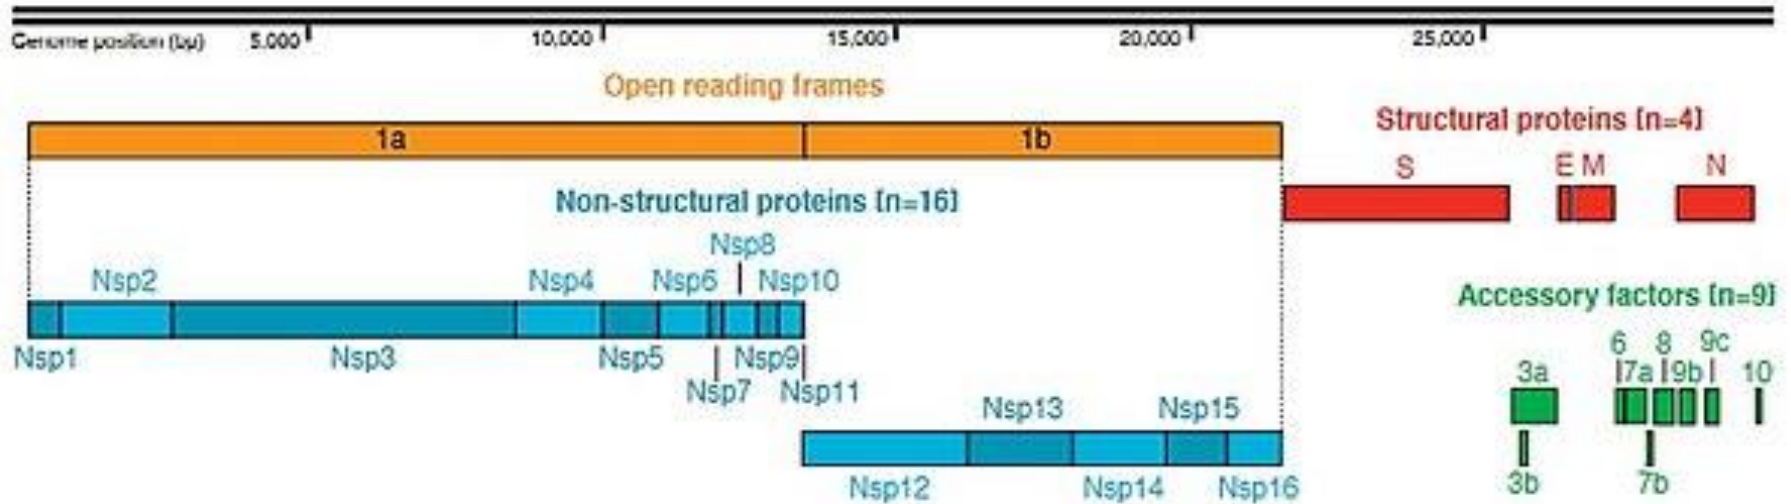 Genome position (bp) 5,000 10,000 15,000 20,000 25,000
Open reading frames
1a 1b
Structural proteins [n=4]
S E M N
Non-structural proteins [n=16]
Nsp8
Nsp2 Nsp4 Nsp6 Nsp10
Nsp1 Nsp3 Nsp5 Nsp9
Nsp7 Nsp11
Nsp13 Nsp15
Nsp12 Nsp14 Nsp16
Accessory factors [n=9]
6 8 9c
3a 7a 9b 10
3b 7b